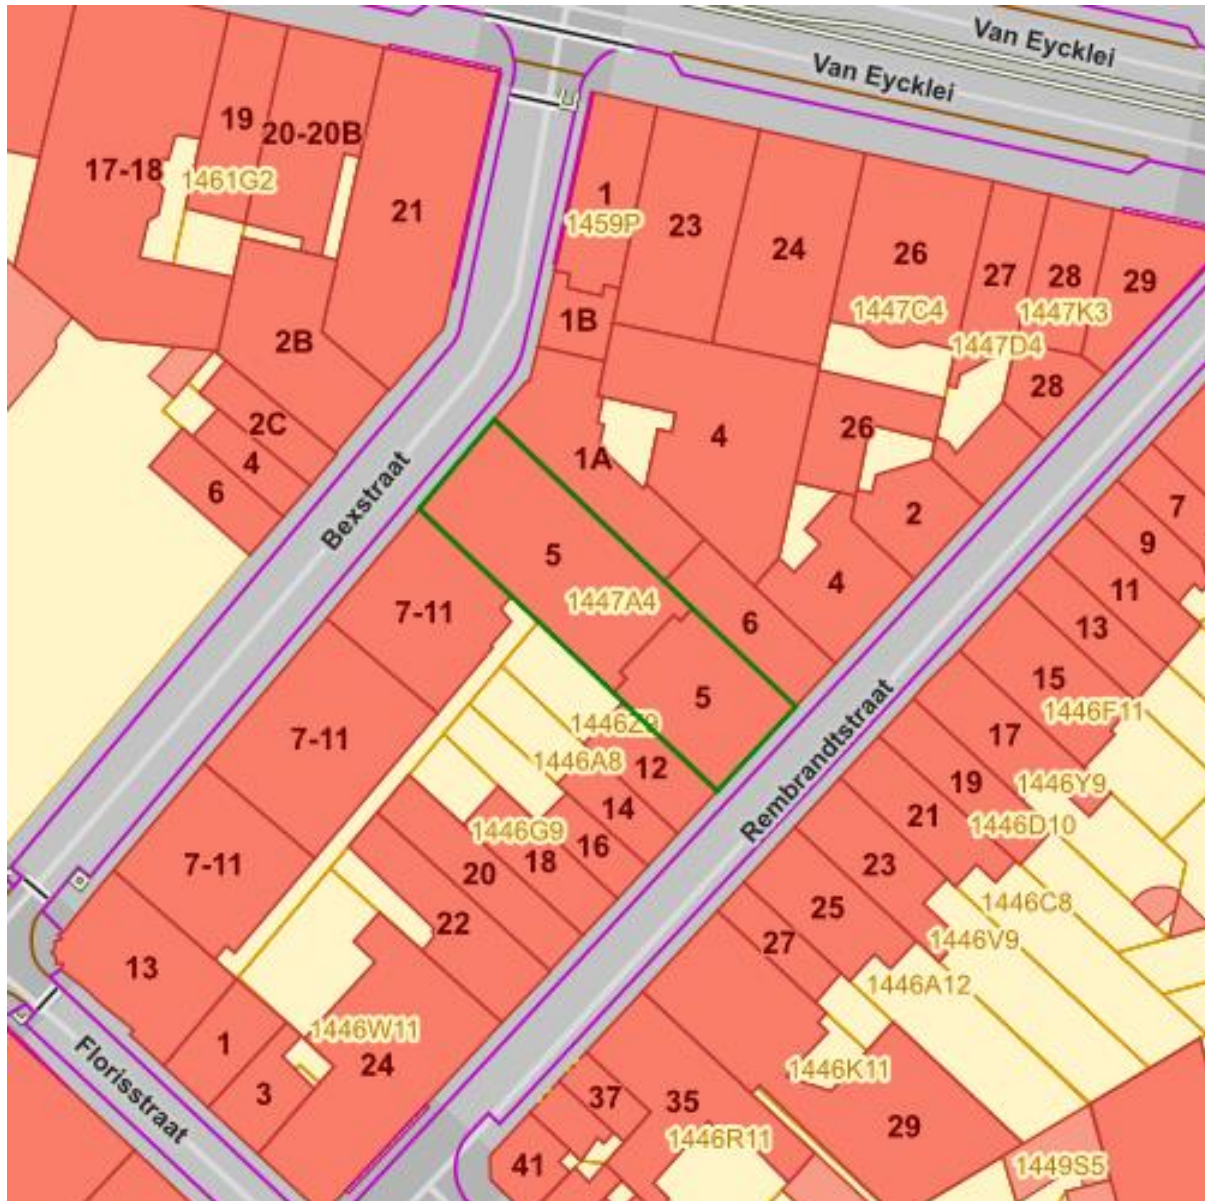 Van Eycklei
Van Eycklei
19
20-20B
17-18
1461G2
21
1
1459P
23
24
26
27
28
29
1447C4
1447K3
1447D4
1B
2B
28
2C
4
6
4
26
1A
Bexstraat
2
7
9
5
1447A4
4
11
7-11
6
13
15
5
1446F11
1446Z9
17
7-11
1446A8
12
Rembrandtstraat
19
1446Y9
14
21
1446D10
1446G9
16
18
7-11
20
23
1446C8
22
25
1446V9
27
13
1446A12
1446W11
1
24
Florisstraat
3
1446K11
37
35
29
1446R11
41
1449S5